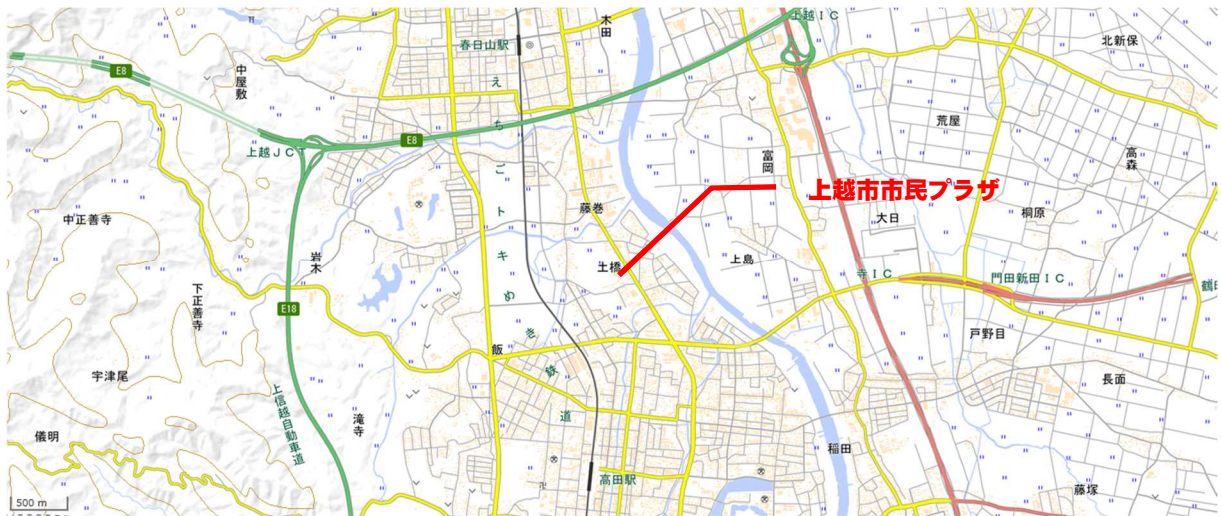 上越IC
木田
春日山駅
北新保
E8
中屋敷
荒屋
E8
上越JCT
高森
富岡
上越市市民プラザ
藤巻
大日
桐原
中正善寺
岩木
土橋
上島
寺IC
門田新田IC
鶴町
下正善寺
E18
戸野目
飯
宇津尾
長面
えちごトキめき鉄道
上信越自動車道
滝寺
儀明
稲田
高田駅
藤塚
500 m